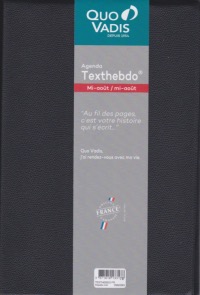 QUO
VADIS
DEPUIS 1954
Agenda
Texthebdo®
Mi-août / mi-août
"Au fil des pages,
c'est votre histoire
qui s'écrit..."
Quo Vadis,
j'ai rendez-vous avec ma vie
FRANCE